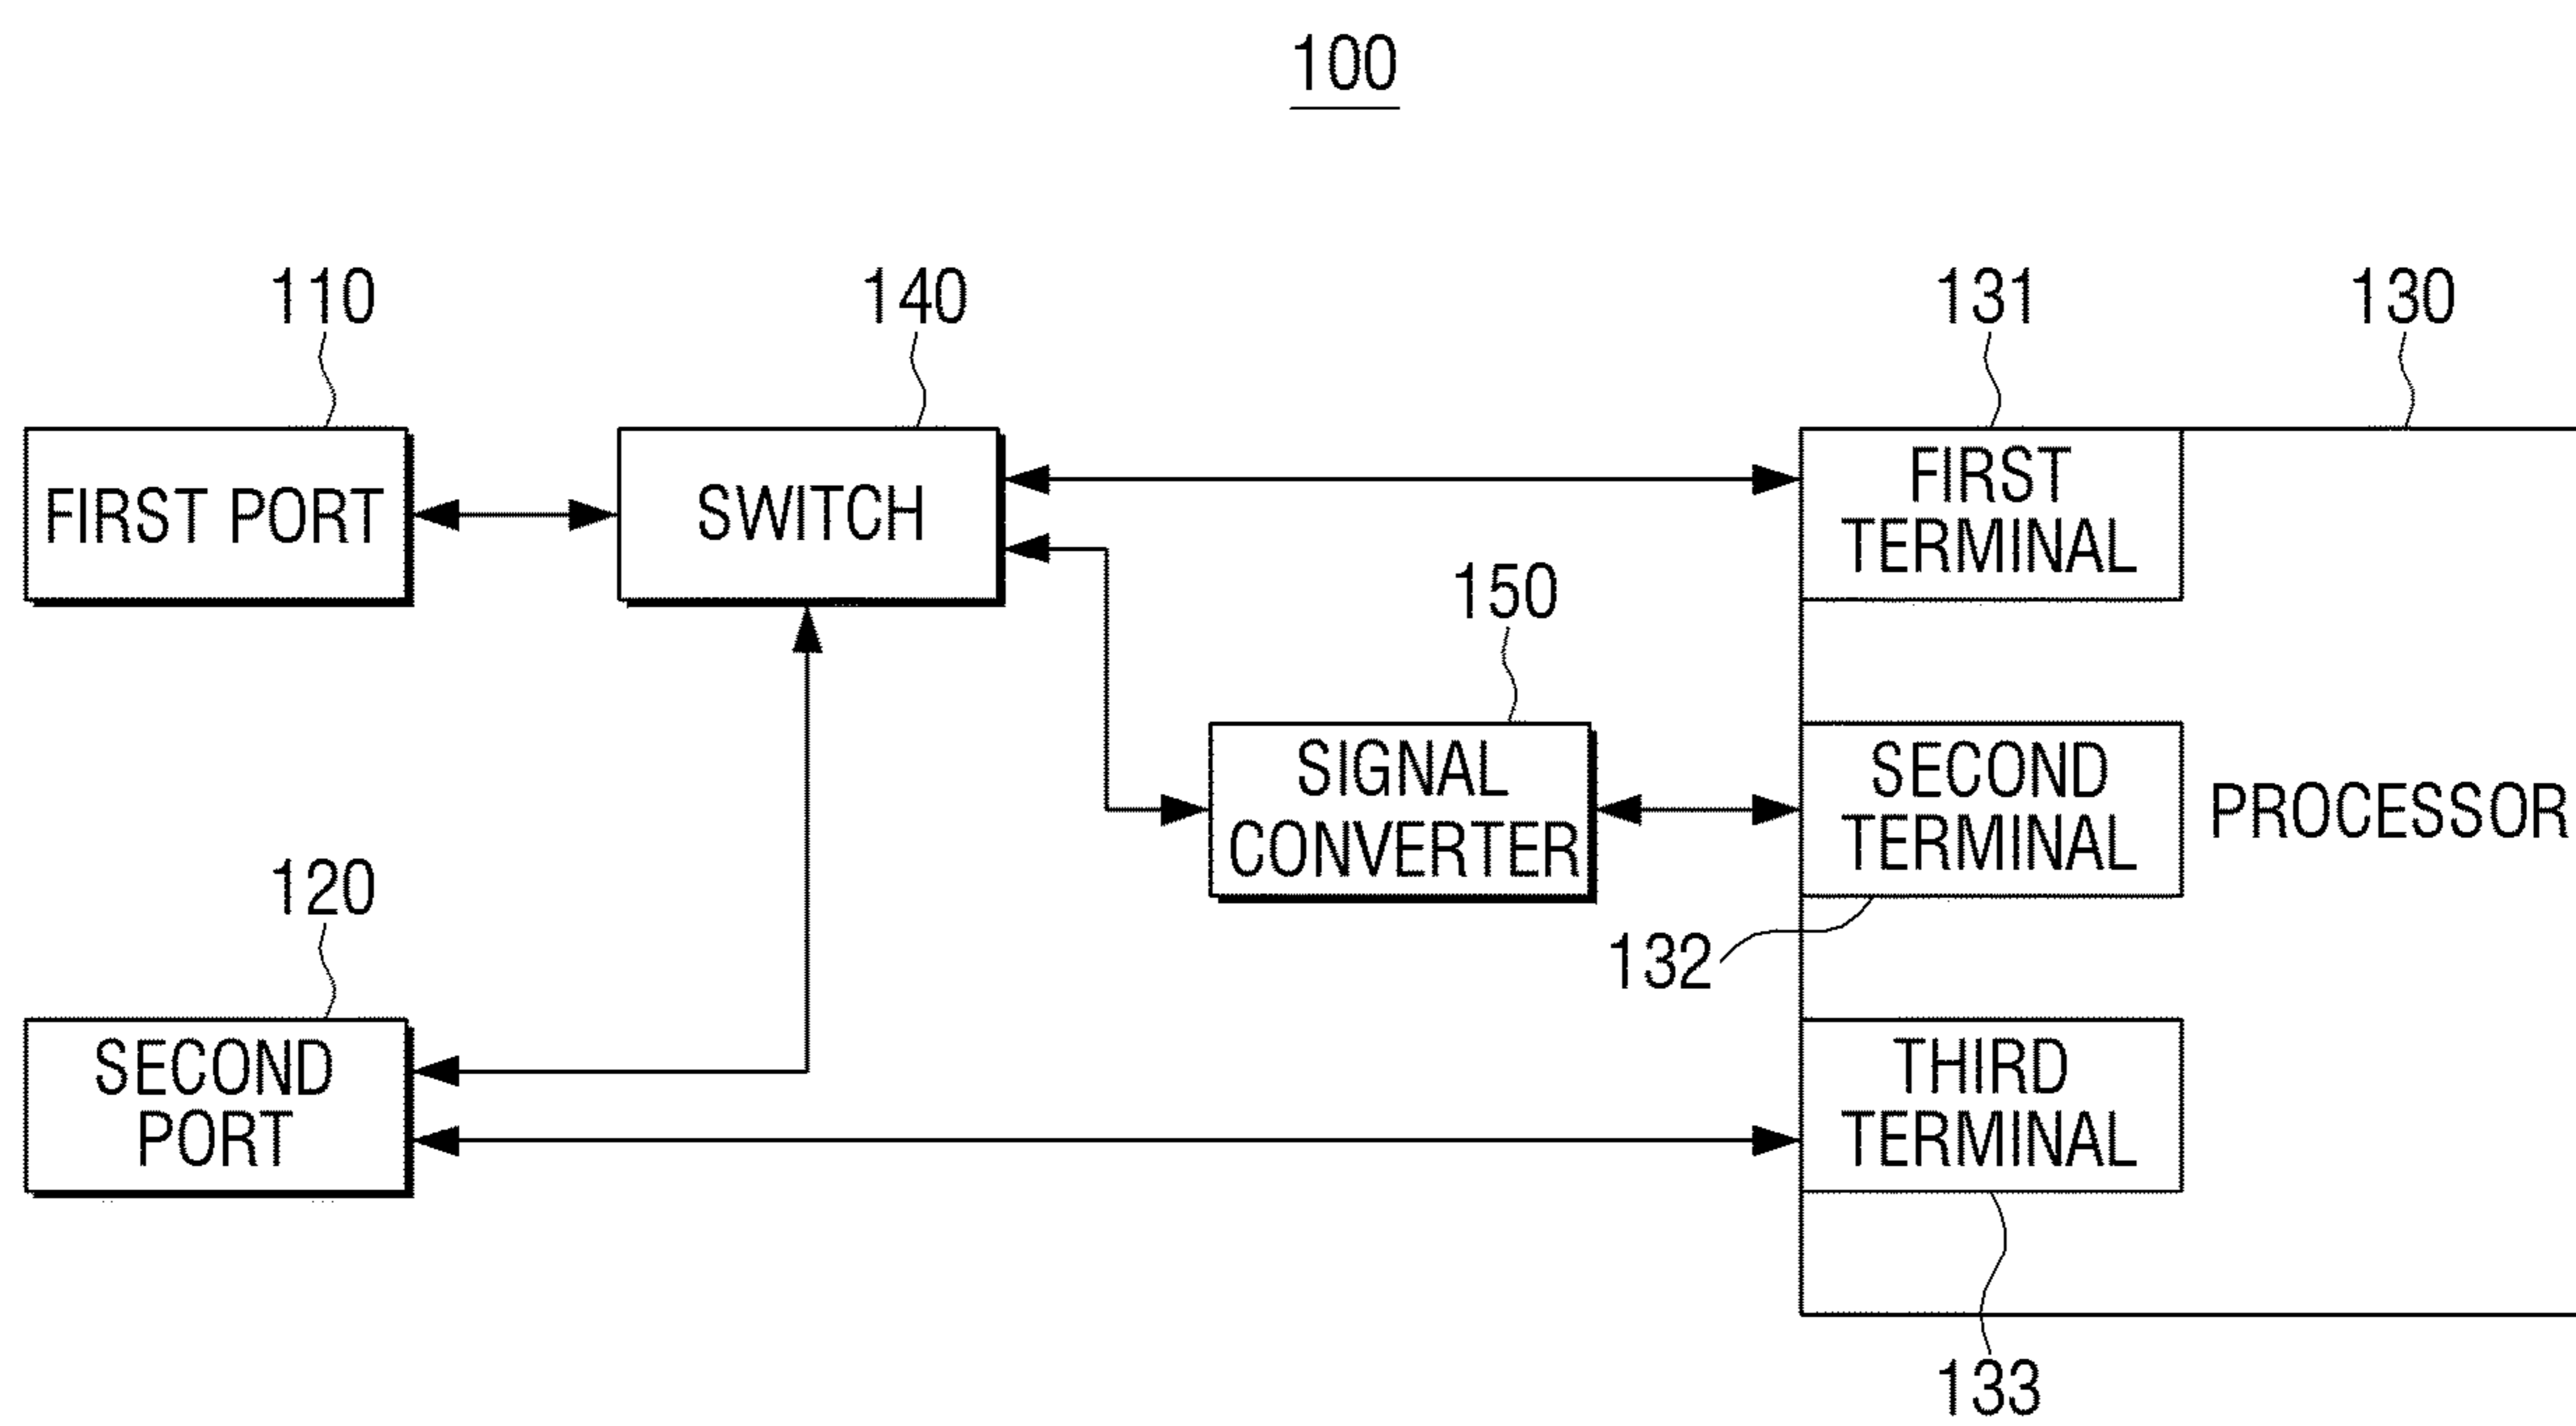 100
110
140
131
130
FIRST PORT
SWITCH
FIRST
TERMINAL
150
SIGNAL
CONVERTER
SECOND
TERMINAL
PROCESSOR
120
132
SECOND
PORT
THIRD
TERMINAL
133